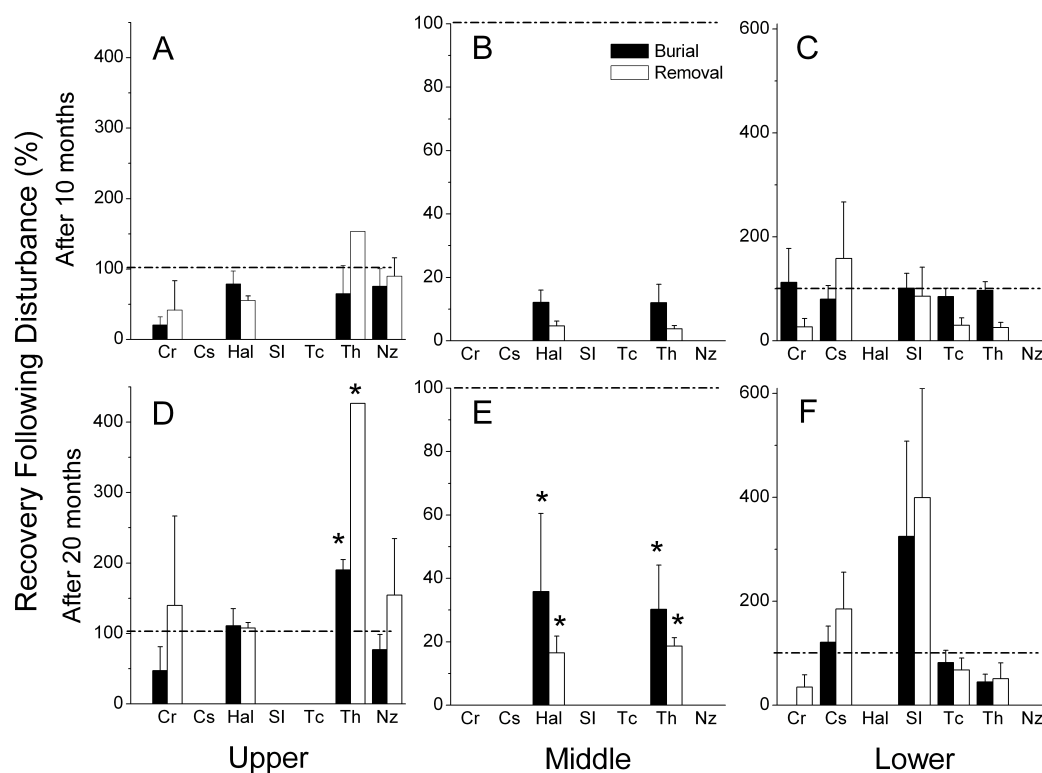 Recovery Following Disturbance (%)
After 10 months
After 20 months
A
400
300
200
100
0
Cr Cs Hal Sl Tc Th Nz
B
Burial
Removal
100
80
60
40
20
0
Cr Cs Hal Sl Tc Th Nz
C
600
400
200
0
Cr Cs Hal Sl Tc Th Nz
D
* *
400
300
200
100
0
Cr Cs Hal Sl Tc Th Nz
Upper
E
* * * *
100
80
60
40
20
0
Cr Cs Hal Sl Tc Th Nz
Middle
F
600
400
200
0
Cr Cs Hal Sl Tc Th Nz
Lower